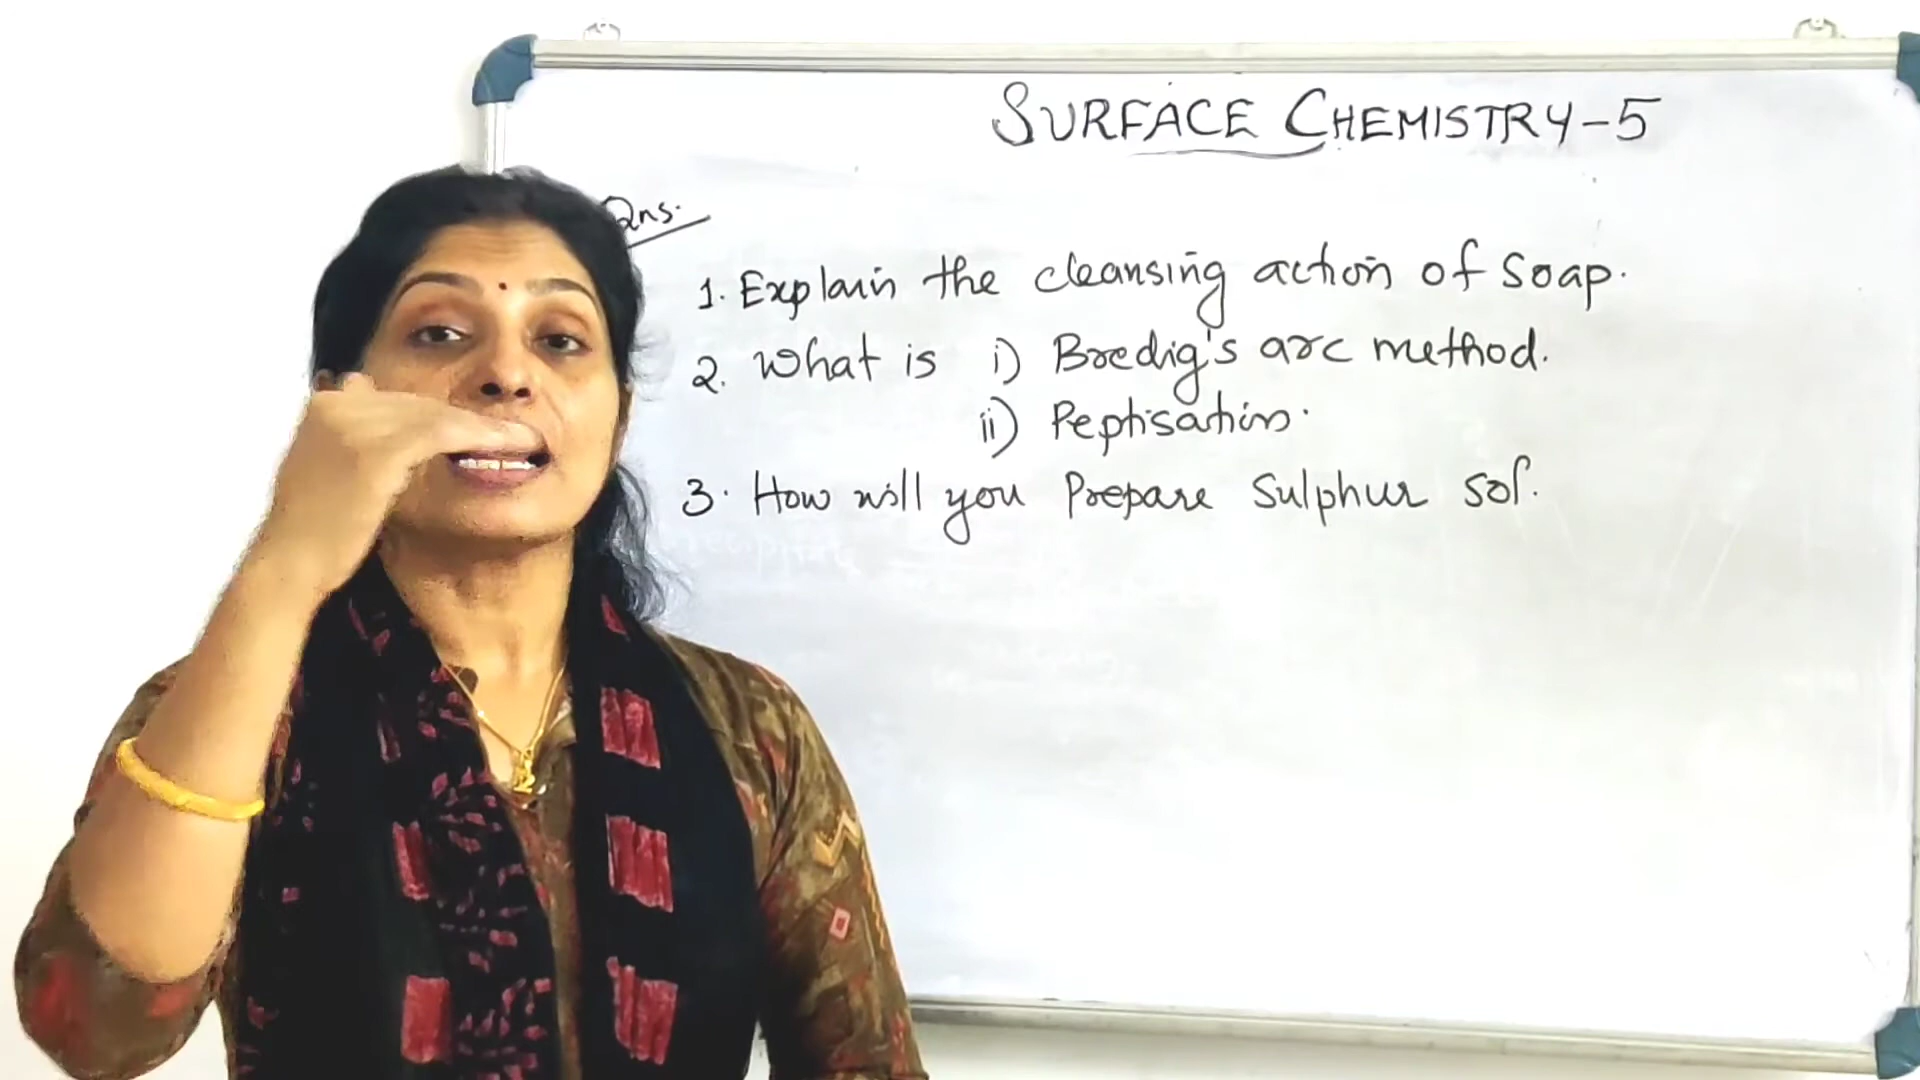 SURFACE CHEMISTRY-5
Qns.
1. Explain the cleansing action of Soap.
2. What is i) Bredig's arc method.
ii) Peptisation.
3. How will you Prepare Sulphur sol.